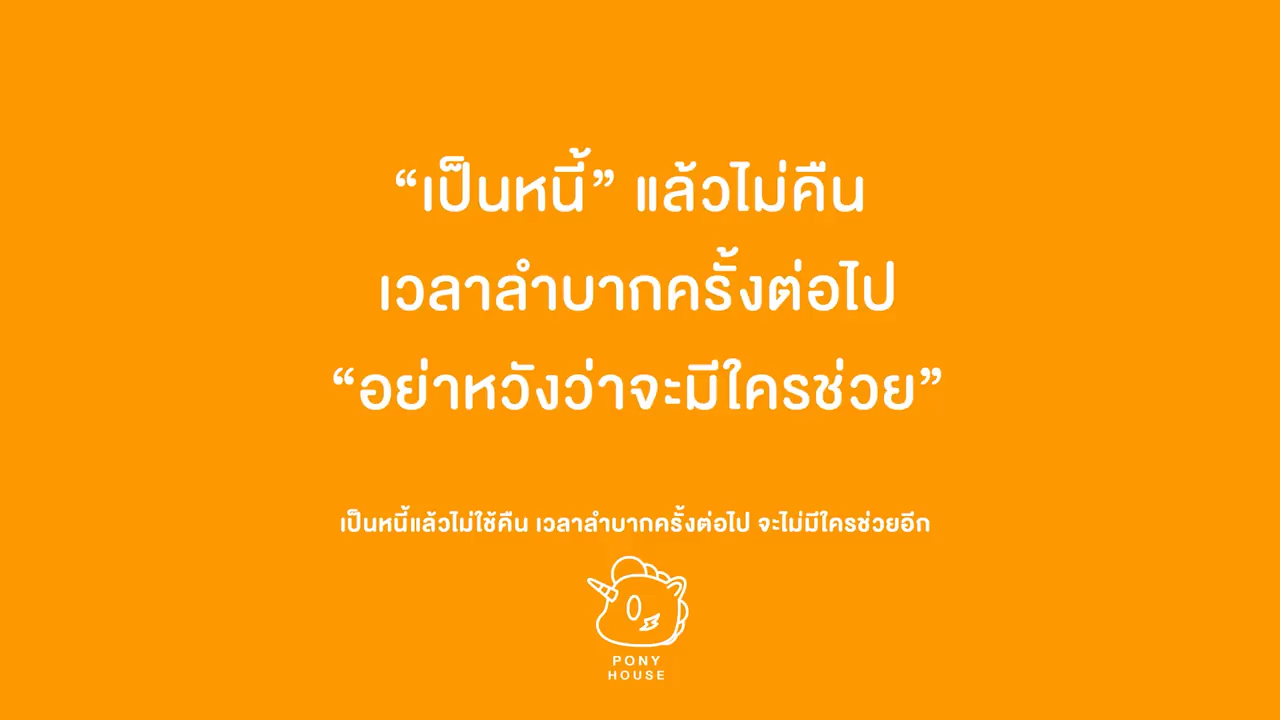 “เป็นหนี้” แล้วไม่คืน
เวลาลำบากครั้งต่อไป
“อย่าหวังว่าจะมีใครช่วย”
เป็นหนี้แล้วไม่ใช้คืน เวลาลำบากครั้งต่อไป จะไม่มีใครช่วยอีก
PONY
HOUSE